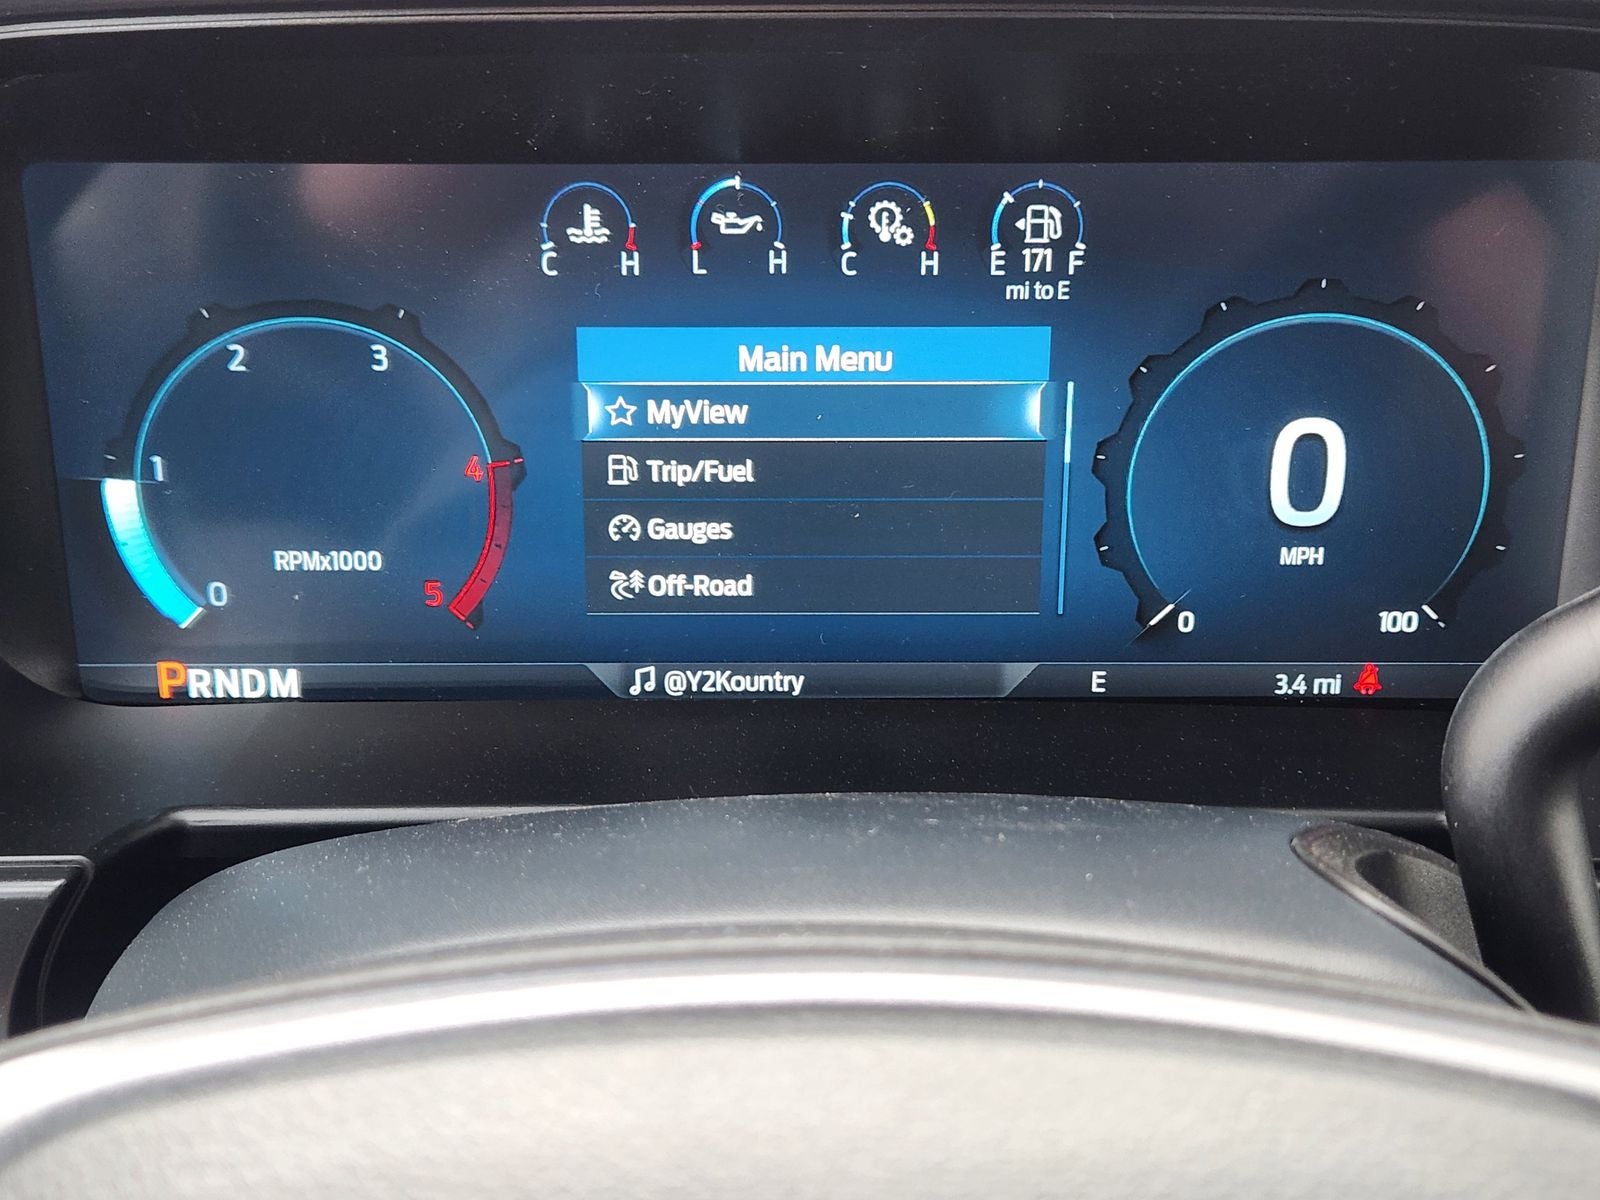 C H
L H
C H
E 171 F
mi to E
2 3
1 4
0 5
RPMx1000
Main Menu
MyView
Trip/Fuel
Gauges
Off-Road
0
MPH
0 100
PRNDM
@Y2Kountry
E
3.4 mi